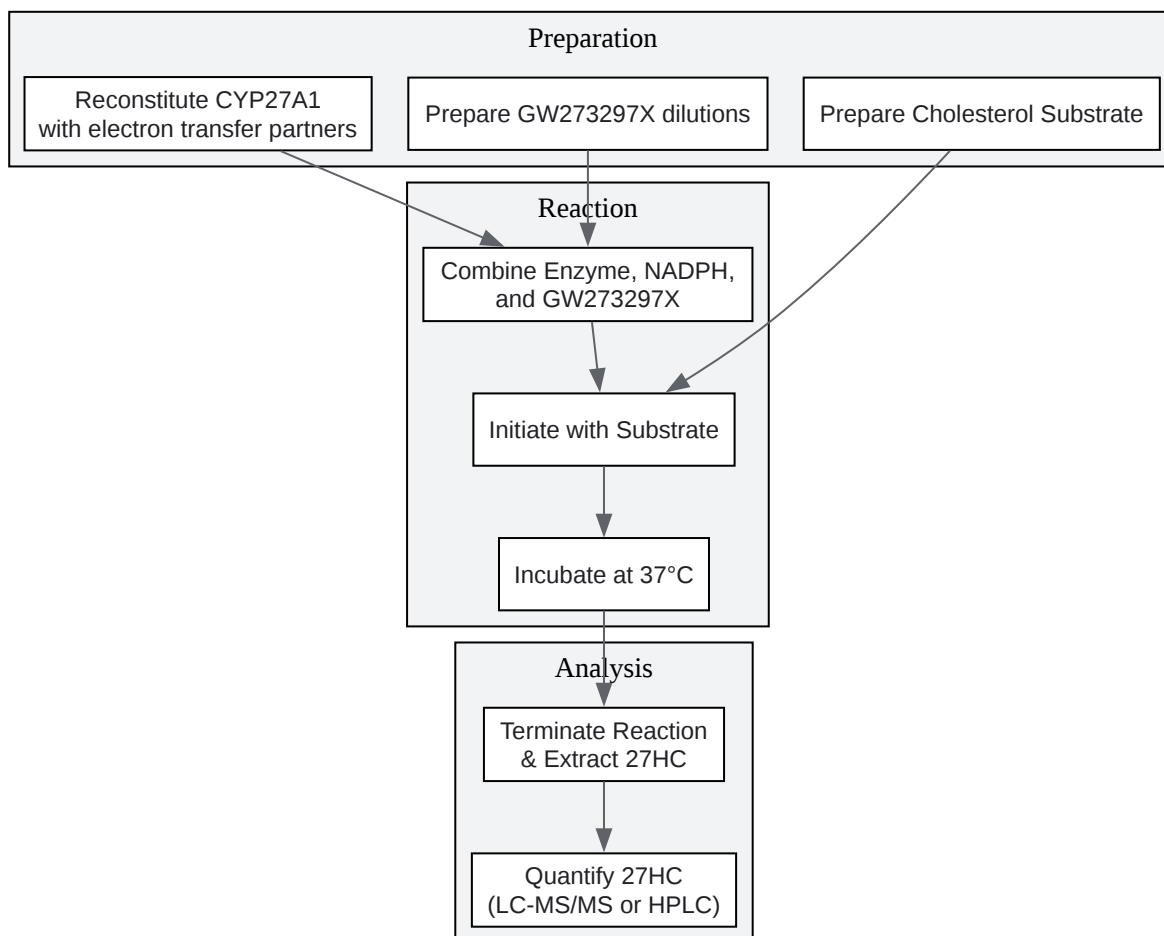 Preparation
Reconstitute CYP27A1
with electron transfer partners
Prepare GW273297X dilutions
Prepare Cholesterol Substrate
Reaction
Combine Enzyme, NADPH,
and GW273297X
Initiate with Substrate
Incubate at 37°C
Analysis
Terminate Reaction
& Extract 27HC
Quantify 27HC
(LC-MS/MS or HPLC)